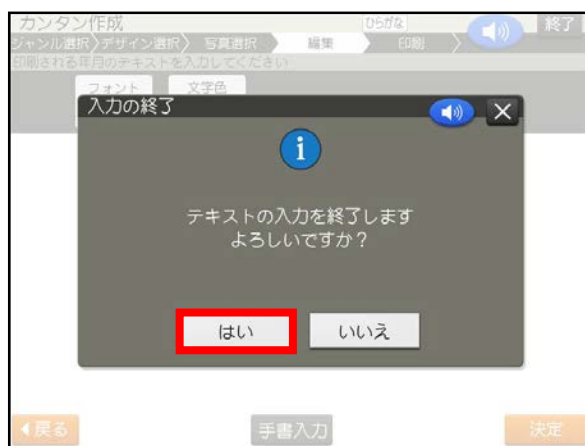 カンタン作成
ひらがな
終了
ジャンル選択〉デザイン選択〉写真選択〉編集〉印刷〉
印刷される年月のテキストを入力してください
フォント
文字色
入力の終了
テキストの入力を終了します
よろしいですか？
はい
いいえ
戻る
手書入力
決定